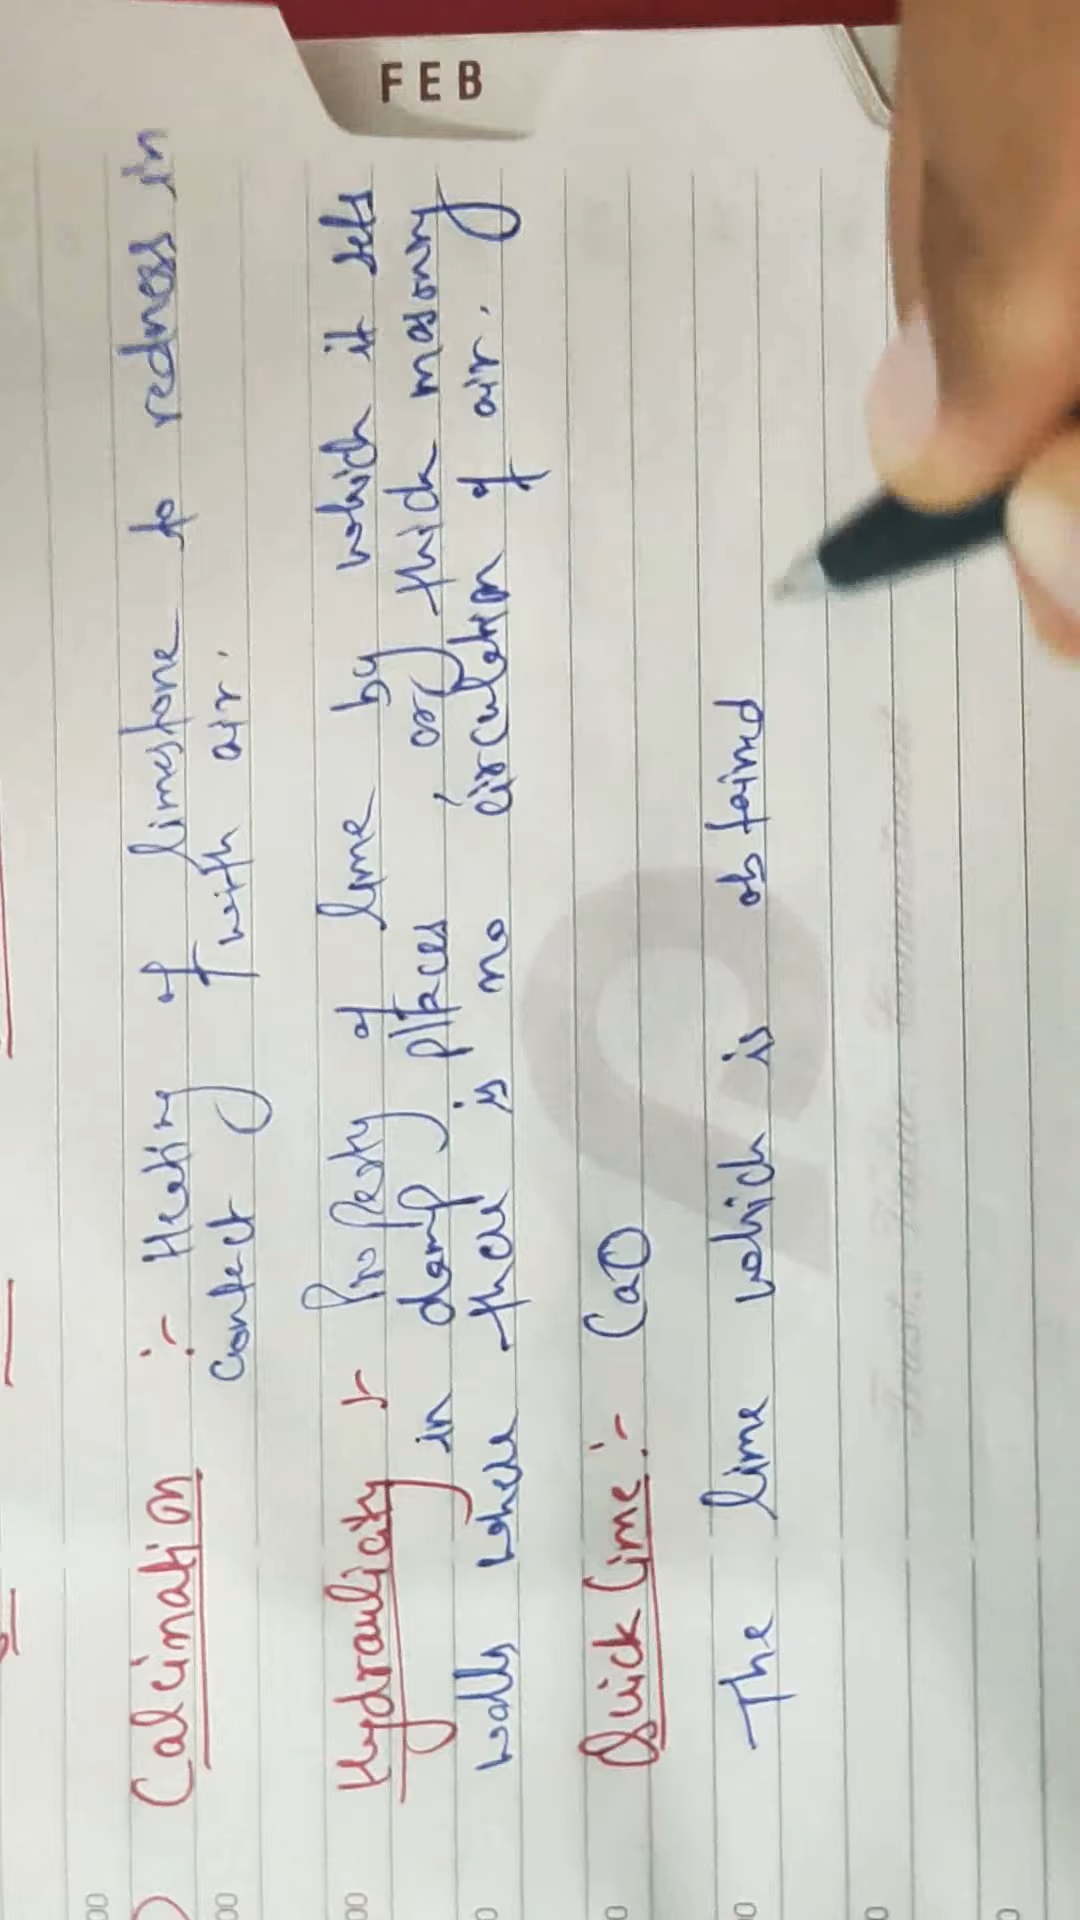 FEB
Calcination :- Heating of limestone to redness in
contact with air.
Hydraulicity :- Property of lime by which it sets
in damp places, or thick masonry
walls where there is no circulation of air.
Quick lime :- CaO
The lime which is obtained